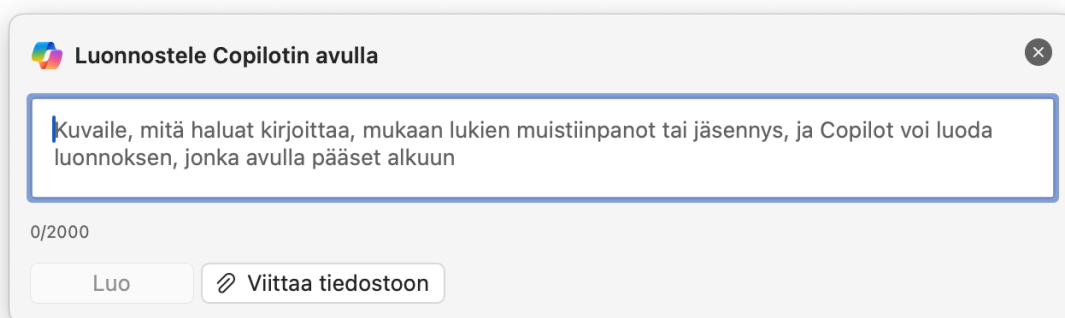 Luonnostele Copilotin avulla
Kuvaile, mitä haluat kirjoittaa, mukaan lukien muistiinpanot tai jäsennys, ja Copilot voi luoda
luonnoksen, jonka avulla pääset alkuun
0/2000
Luo
Viittaa tiedostoon